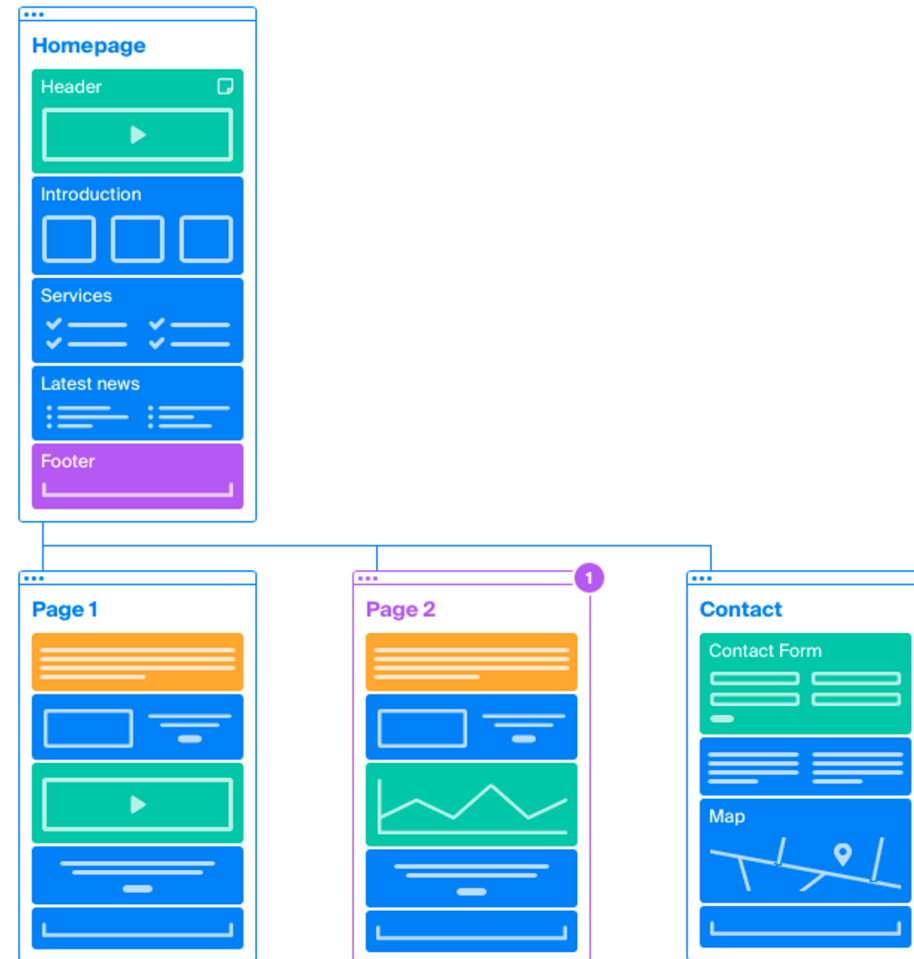 Homepage
Header
Introduction
Services
Latest news
Footer
1
Page 1
Page 2
Contact
Contact Form
Map